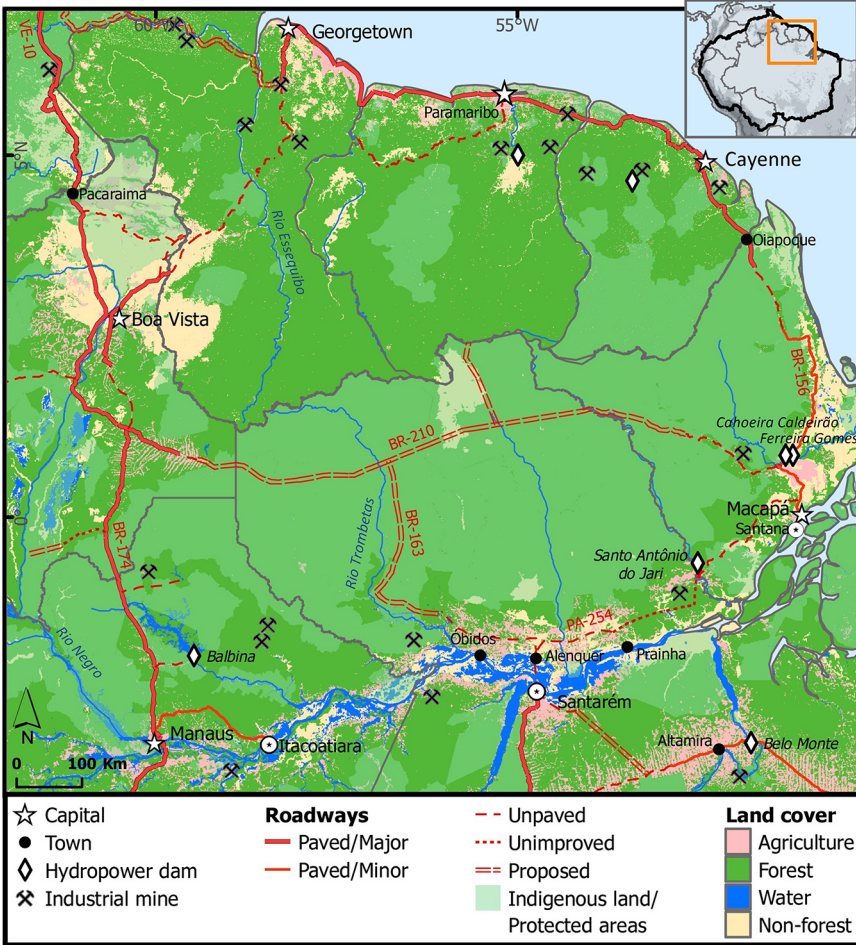 60°W
55°W
Georgetown
VE-10
Paramaribo
5°N
Cayenne
Pacaraima
Rio Essequibo
Oiapoque
Boa Vista
BR-156
Cahoeira Caldeirão
Ferreira Gomes
BR-210
Macapá
Santana
0°
BR-174
Rio Trombetas
BR-163
Santo Antônio
do Jari
PA-254
Rio Negro
Balbina
Óbidos
Alenquer
Prainha
Santarém
N
Manaus
Itacoatiara
Altamira
Belo Monte
0
100 Km
Capital
Town
Hydropower dam
Industrial mine
Roadways
Paved/Major
Paved/Minor
Unpaved
Unimproved
Proposed
Indigenous land/
Protected areas
Land cover
Agriculture
Forest
Water
Non-forest